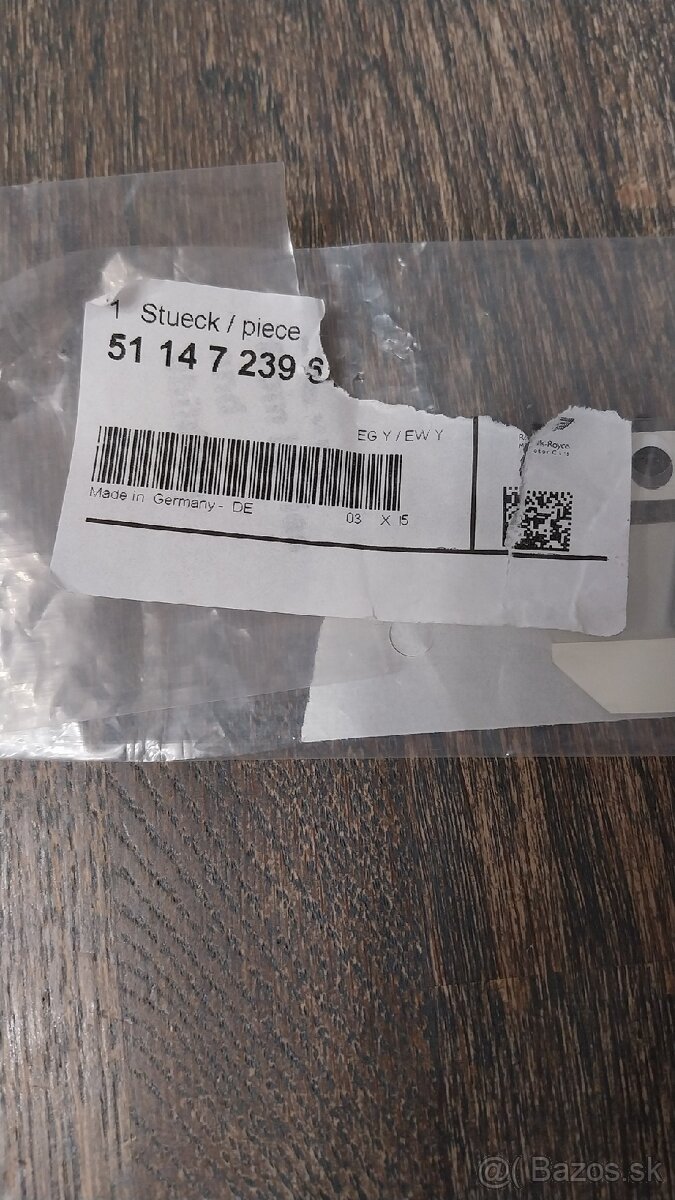 1 Stueck / piece
51 14 7 239
EG Y / EW Y
Made in Germany - DE
03 X 15
@( Bazos.sk